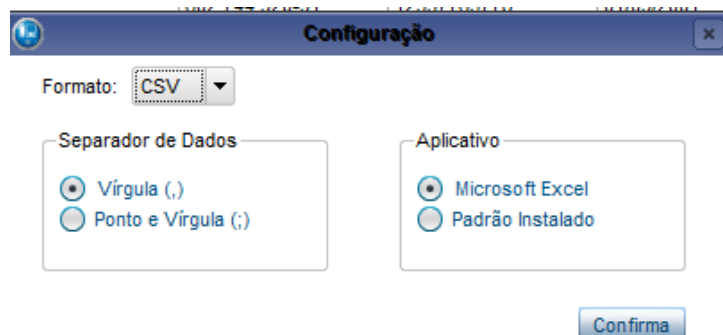 Configuração
Formato: CSV
Separador de Dados
Vírgula (,)
Ponto e Vírgula (;)
Aplicativo
Microsoft Excel
Padrão Instalado
Confirma